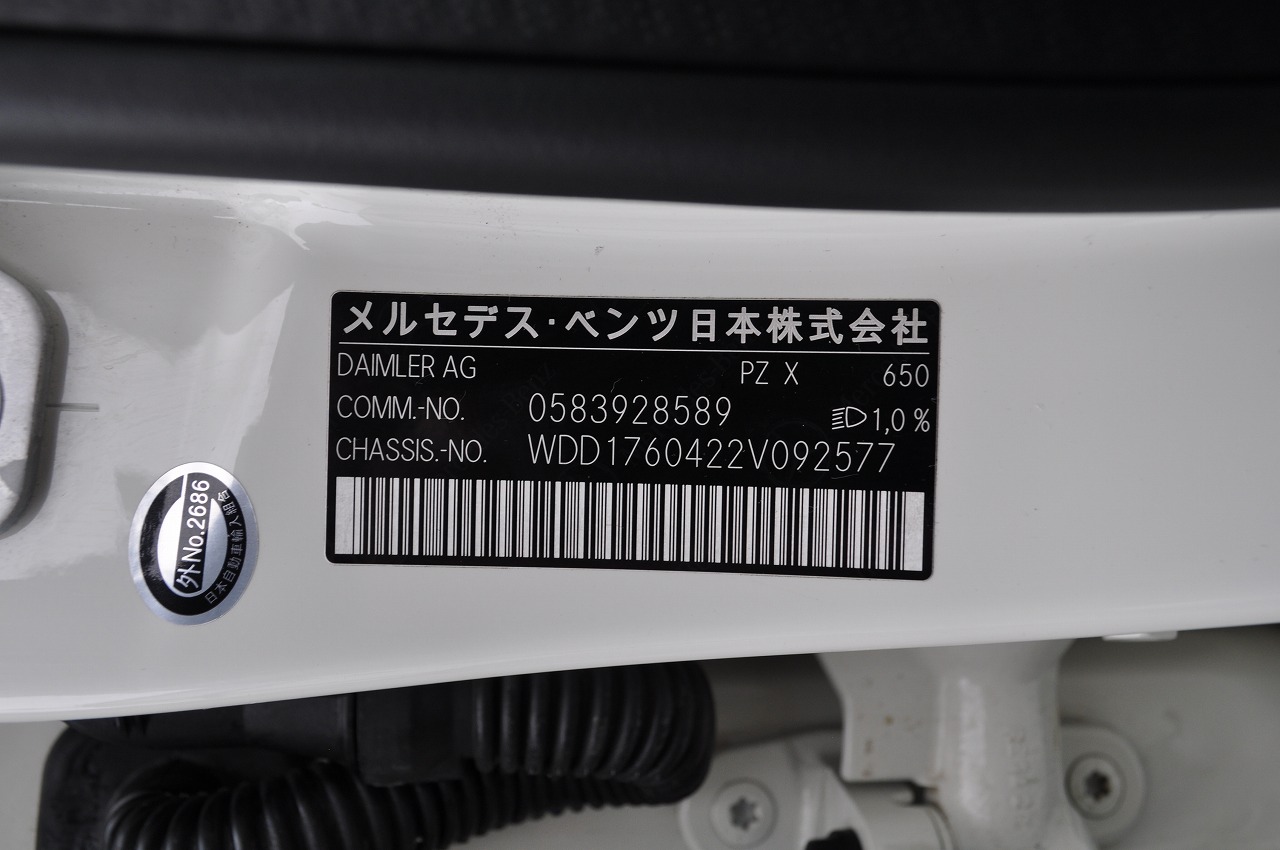 メルセデス・ベンツ日本株式会社
DAIMLER AG PZ X 650
COMM.-NO. 0583928589 1,0 %
CHASSIS.-NO. WDD1760422V092577
外No.2686
日本自動車輸入組合